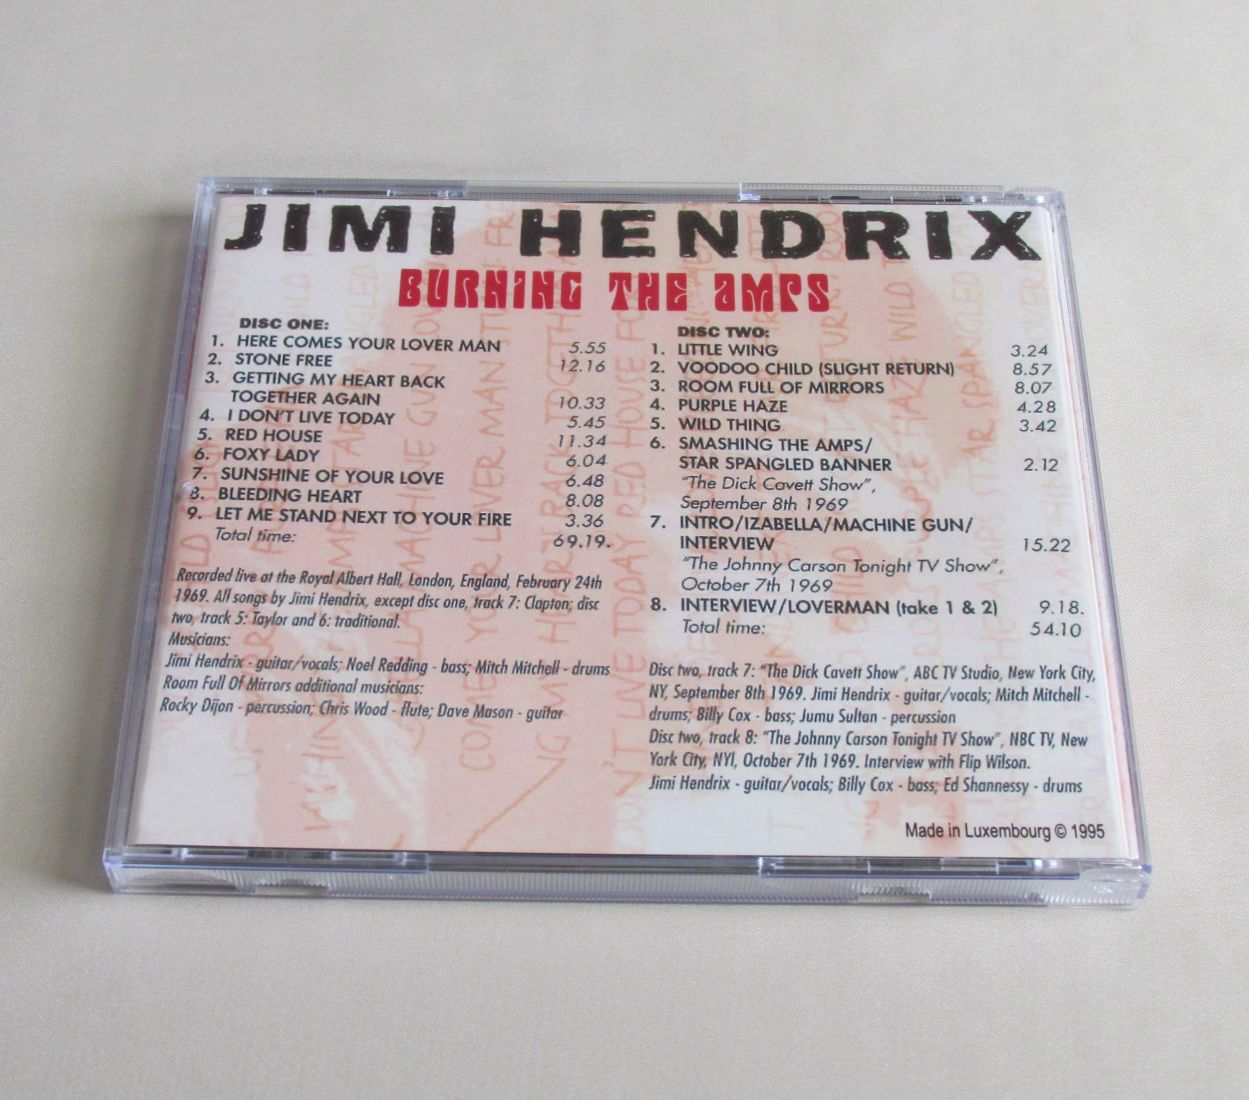 JIMI HENDRIX
BURNING THE AMPS
DISC ONE:
1. HERE COMES YOUR LOVER MAN 5.55
2. STONE FREE 12.16
3. GETTING MY HEART BACK
TOGETHER AGAIN 10.33
4. I DON'T LIVE TODAY 5.45
5. RED HOUSE 11.34
6. FOXY LADY 6.04
7. SUNSHINE OF YOUR LOVE 6.48
8. BLEEDING HEART 8.08
9. LET ME STAND NEXT TO YOUR FIRE 3.36
Total time: 69.19.
Recorded live at the Royal Albert Hall, London, England, February 24th
1969. All songs by Jimi Hendrix, except disc one, track 7: Clapton; disc
two, track 5: Taylor and 6: traditional.
Musicians:
Jimi Hendrix - guitar/vocals; Noel Redding - bass; Mitch Mitchell - drums
Room Full Of Mirrors additional musicians:
Rocky Dijon - percussion; Chris Wood - flute; Dave Mason - guitar
DISC TWO:
1. LITTLE WING 3.24
2. VOODOO CHILD (SLIGHT RETURN) 8.57
3. ROOM FULL OF MIRRORS 8.07
4. PURPLE HAZE 4.28
5. WILD THING 3.42
6. SMASHING THE AMPS/
STAR SPANGLED BANNER 2.12
"The Dick Cavett Show",
September 8th 1969
7. INTRO/IZABELLA/MACHINE GUN/
INTERVIEW 15.22
"The Johnny Carson Tonight TV Show",
October 7th 1969
8. INTERVIEW/LOVERMAN (take 1 & 2) 9.18.
Total time: 54.10
Disc two, track 7: "The Dick Cavett Show", ABC TV Studio, New York City,
NY, September 8th 1969. Jimi Hendrix - guitar/vocals; Mitch Mitchell -
drums; Billy Cox - bass; Jumu Sultan - percussion
Disc two, track 8: "The Johnny Carson Tonight TV Show", NBC TV, New
York City, NYl, October 7th 1969. Interview with Flip Wilson.
Jimi Hendrix - guitar/vocals; Billy Cox - bass; Ed Shannessy - drums
Made in Luxembourg © 1995